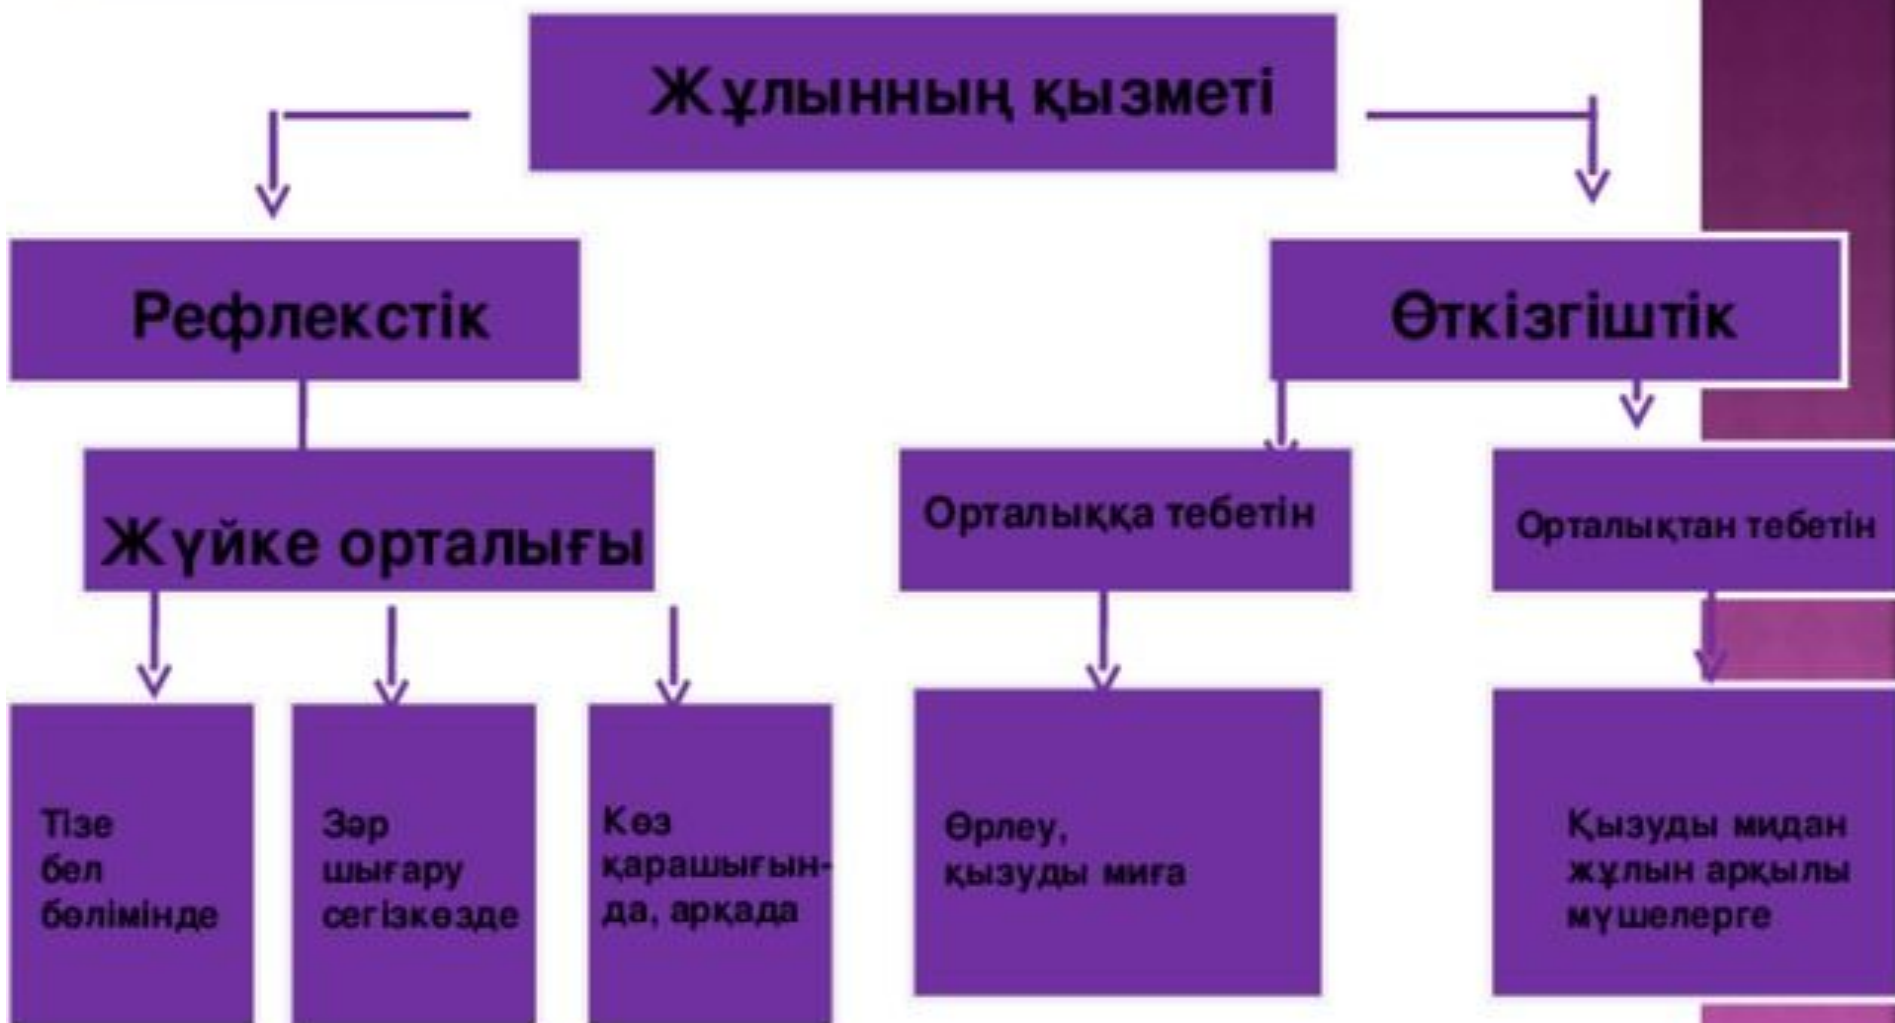 Жұлынның қызметі
Рефлекстік
Өткізгіштік
Жүйке орталығы
Орталыққа тебетін
Орталықтан тебетін
Тізе
бел
бөлімінде
Зәр
шығару
сегізкөзде
Көз
қарашығын-
да, арқада
Өрлеу,
қызуды миға
Қызуды мидан
жұлын арқылы
мүшелерге